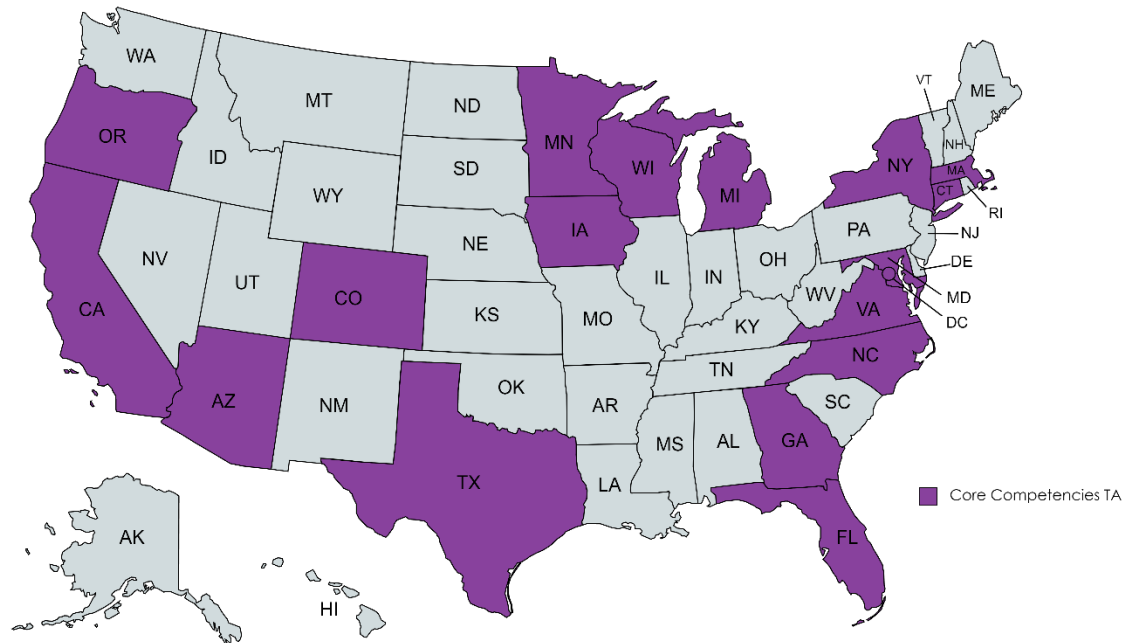 WA
OR
CA
ID
NV
AZ
MT
WY
UT
CO
NM
ND
SD
NE
KS
OK
TX
MN
IA
MO
AR
LA
WI
IL
MI
IN
OH
KY
TN
MS
AL
GA
FL
SC
NC
VA
WV
PA
NY
VT
NH
ME
MA
CT
RI
NJ
DE
MD
DC
AK
HI
Core Competencies TA